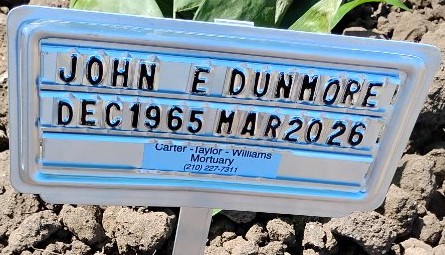 JOHN E DUNMORE
DEC1965 MAR2026
Carter -Taylor - Williams
Mortuary
(210) 227-7311